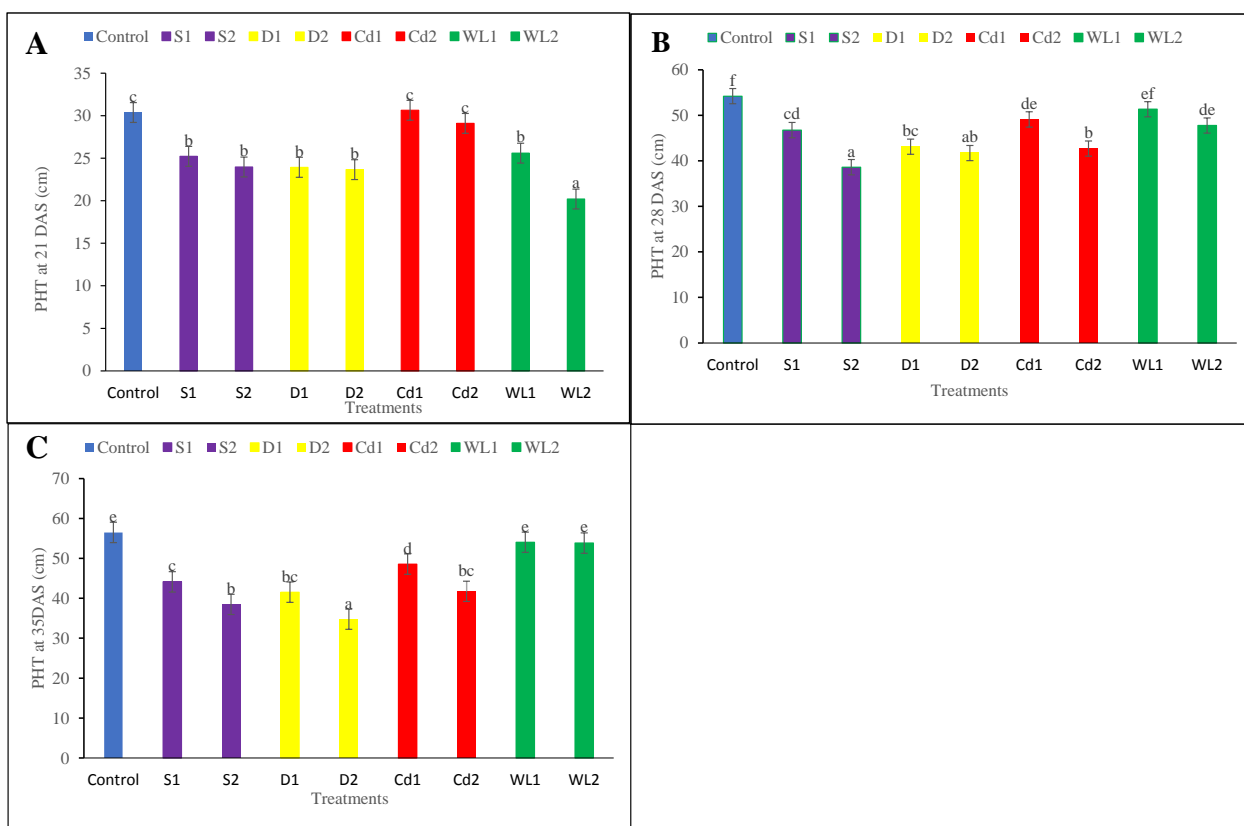 A
Control S1 S2 D1 D2 Cd1 Cd2 WL1 WL2
PHT at 21 DAS (cm)
35
30
25
20
15
10
5
0
c b b b b c c b a
Control S1 S2 D1 D2 Cd1 Cd2 WL1 WL2
Treatments
B
Control S1 S2 D1 D2 Cd1 Cd2 WL1 WL2
PHT at 28 DAS (cm)
60
50
40
30
20
10
0
f cd a bc ab de b ef de
Control S1 S2 D1 D2 Cd1 Cd2 WL1 WL2
Treatments
C
Control S1 S2 D1 D2 Cd1 Cd2 WL1 WL2
PHT at 35DAS (cm)
70
60
50
40
30
20
10
0
e c b bc a d bc e e
Control S1 S2 D1 D2 Cd1 Cd2 WL1 WL2
Treatments